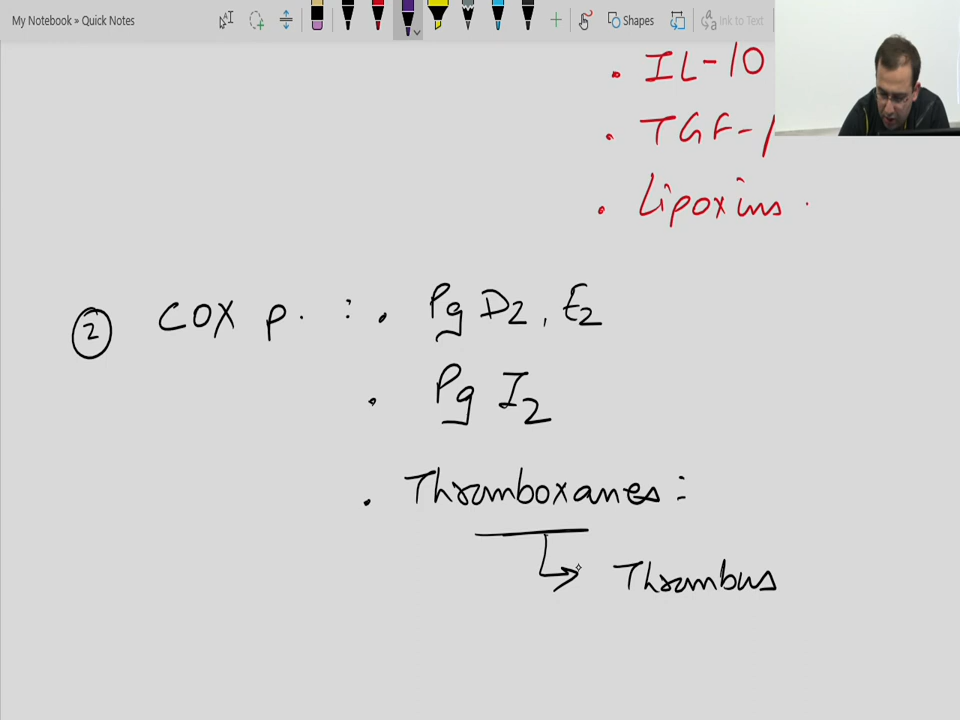 My Notebook » Quick Notes
Shapes
Ink to Text
. IL-10
. TGF-
. Lipoxins .
② COX p. : . Pg D2, E2
. Pg I2
. Thromboxanes :
Thrombus